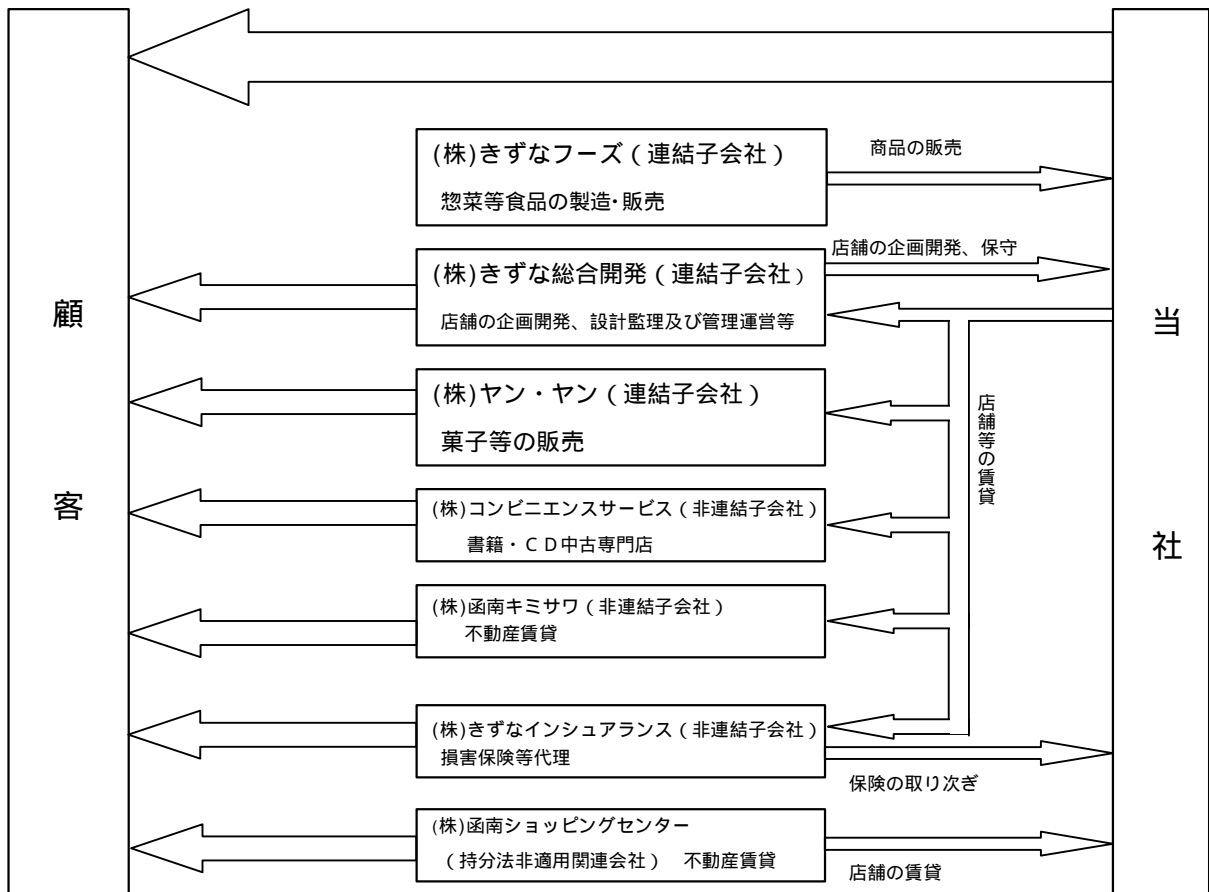 顧客
当社
(株)きずなフーズ（連結子会社）
惣菜等食品の製造・販売
商品の販売
(株)きずな総合開発（連結子会社）
店舗の企画開発、設計監理及び管理運営等
店舗の企画開発、保守
(株)ヤン・ヤン（連結子会社）
菓子等の販売
店舗等の賃貸
(株)コンビニエンスサービス（非連結子会社）
書籍・ＣＤ中古専門店
(株)函南キミサワ（非連結子会社）
不動産賃貸
(株)きずなインシュアランス（非連結子会社）
損害保険等代理
保険の取り次ぎ
(株)函南ショッピングセンター
（持分法非適用関連会社）　不動産賃貸
店舗の賃貸